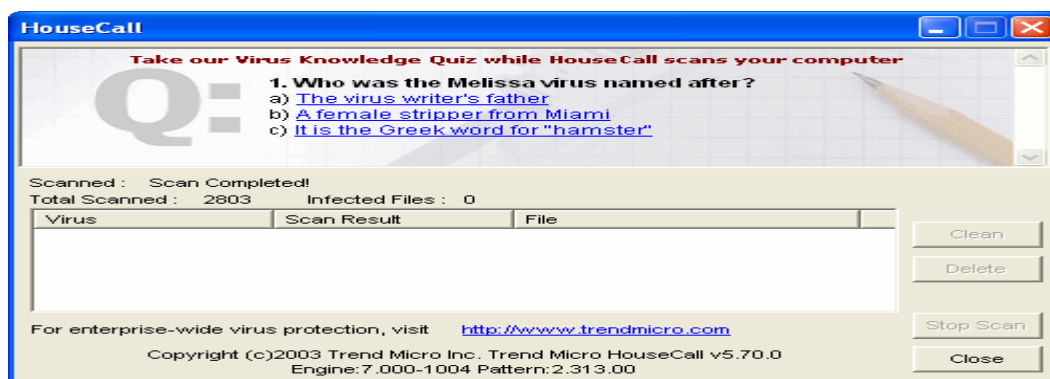 HouseCall
Q:
Take our Virus Knowledge Quiz while HouseCall scans your computer
1. Who was the Melissa virus named after?
a) The virus writer's father
b) A female stripper from Miami
c) It is the Greek word for "hamster"
Scanned : Scan Completed!
Total Scanned : 2803 Infected Files : 0
Virus Scan Result File
Clean
Delete
For enterprise-wide virus protection, visit http://www.trendmicro.com
Stop Scan
Copyright (c)2003 Trend Micro Inc. Trend Micro HouseCall v5.70.0
Engine:7.000-1004 Pattern:2.313.00
Close